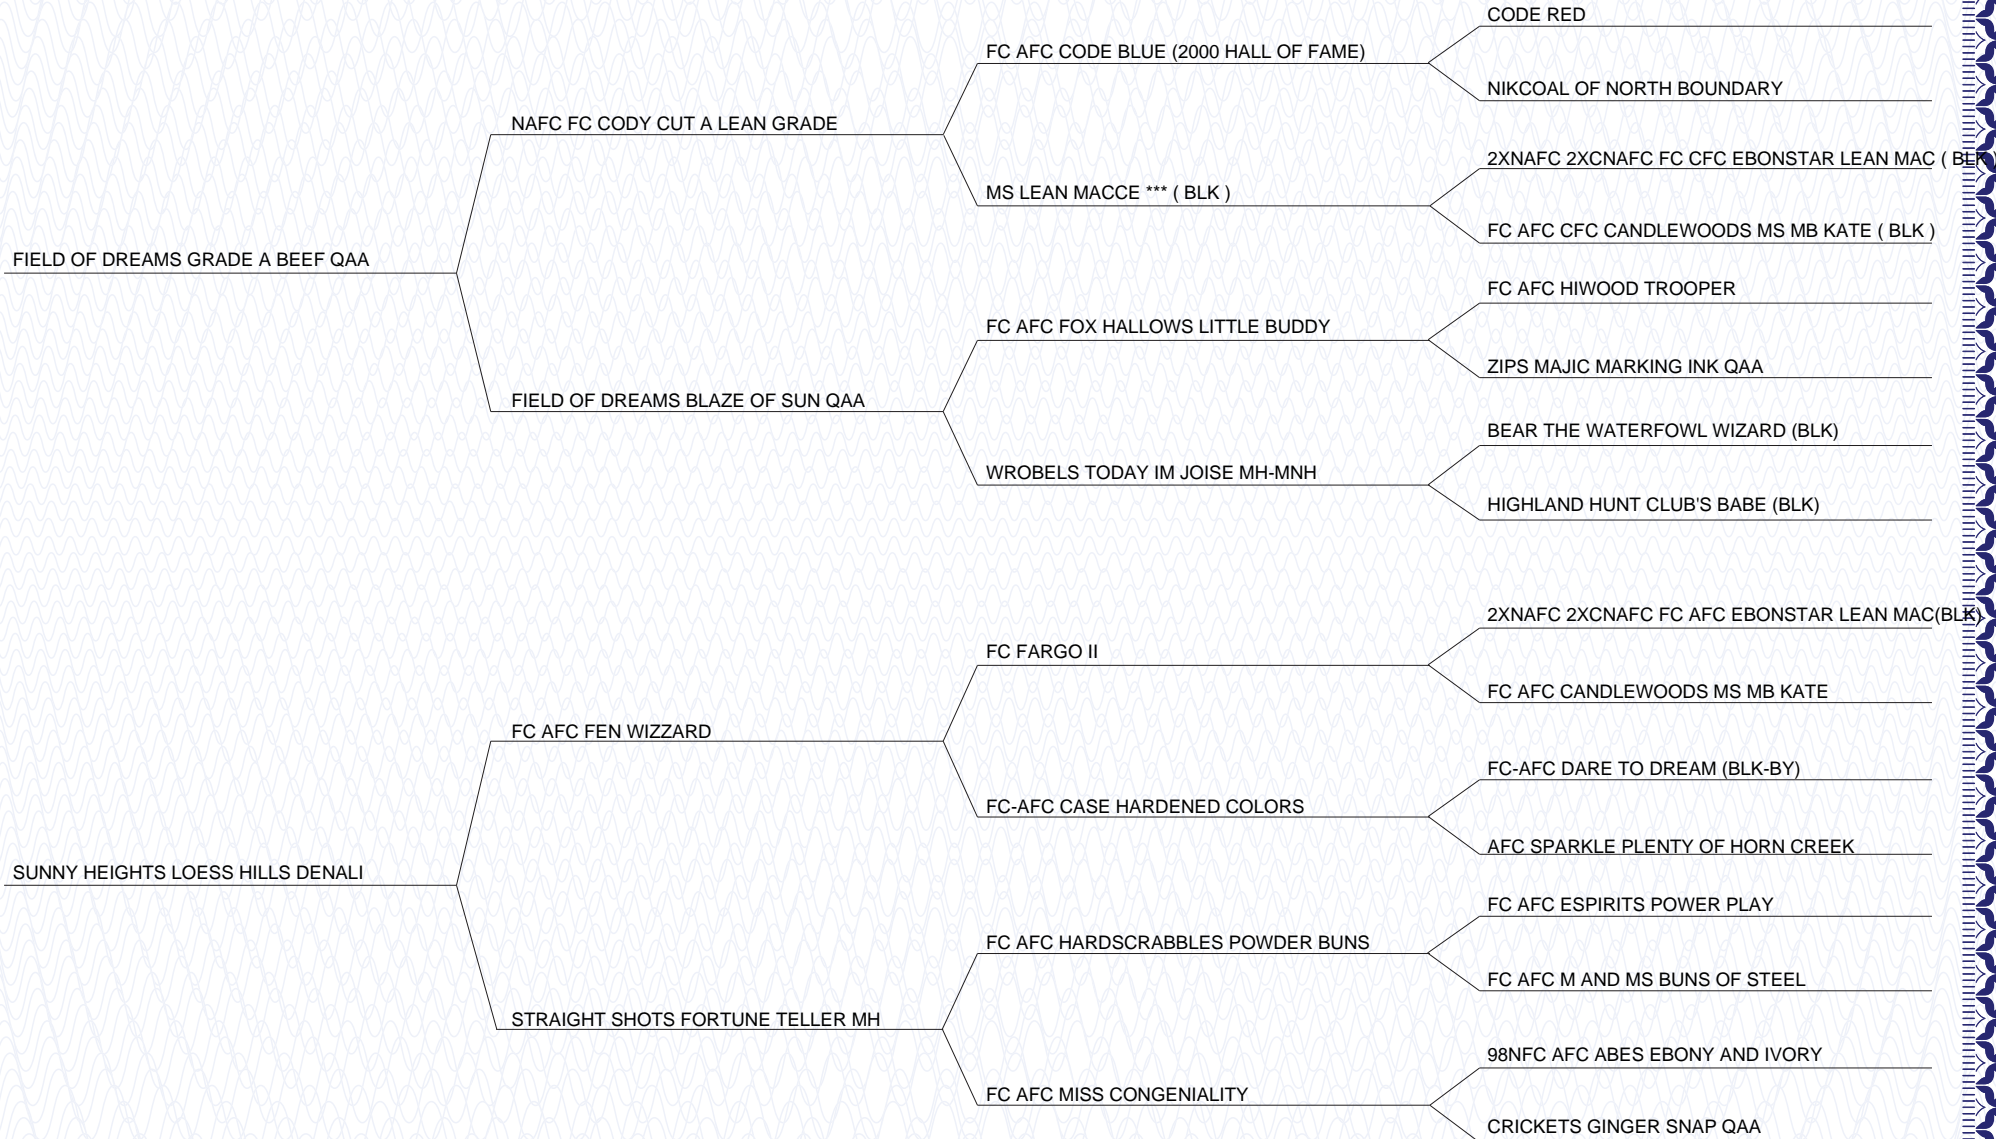 CODE RED
FC AFC CODE BLUE (2000 HALL OF FAME)
NIKCOAL OF NORTH BOUNDARY
NAFC FC CODY CUT A LEAN GRADE
2XNAFC 2XCNAFC FC CFC EBONSTAR LEAN MAC ( BLK )
MS LEAN MACCE *** ( BLK )
FC AFC CFC CANDLEWOODS MS MB KATE ( BLK )
FIELD OF DREAMS GRADE A BEEF QAA
FC AFC HIWOOD TROOPER
FC AFC FOX HALLOWS LITTLE BUDDY
ZIPS MAJIC MARKING INK QAA
FIELD OF DREAMS BLAZE OF SUN QAA
BEAR THE WATERFOWL WIZARD (BLK)
WROBELS TODAY IM JOISE MH-MNH
HIGHLAND HUNT CLUB'S BABE (BLK)
2XNAFC 2XCNAFC FC AFC EBONSTAR LEAN MAC(BLK)
FC FARGO II
FC AFC CANDLEWOODS MS MB KATE
FC AFC FEN WIZZARD
FC-AFC DARE TO DREAM (BLK-BY)
FC-AFC CASE HARDENED COLORS
AFC SPARKLE PLENTY OF HORN CREEK
SUNNY HEIGHTS LOESS HILLS DENALI
FC AFC ESPIRITS POWER PLAY
FC AFC HARDSCRABBLES POWDER BUNS
FC AFC M AND MS BUNS OF STEEL
STRAIGHT SHOTS FORTUNE TELLER MH
98NFC AFC ABES EBONY AND IVORY
FC AFC MISS CONGENIALITY
CRICKETS GINGER SNAP QAA